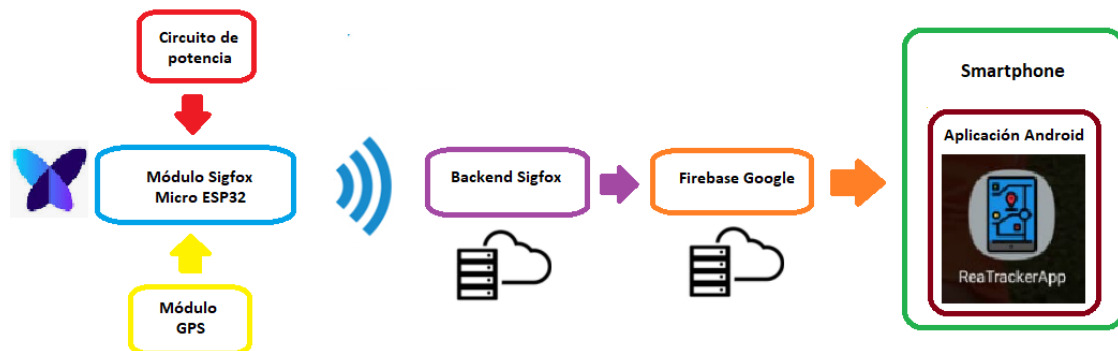 Circuito de
potencia
Módulo Sigfox
Micro ESP32
Módulo
GPS
Backend Sigfox
Firebase Google
Smartphone
Aplicación Android
ReaTrackerApp